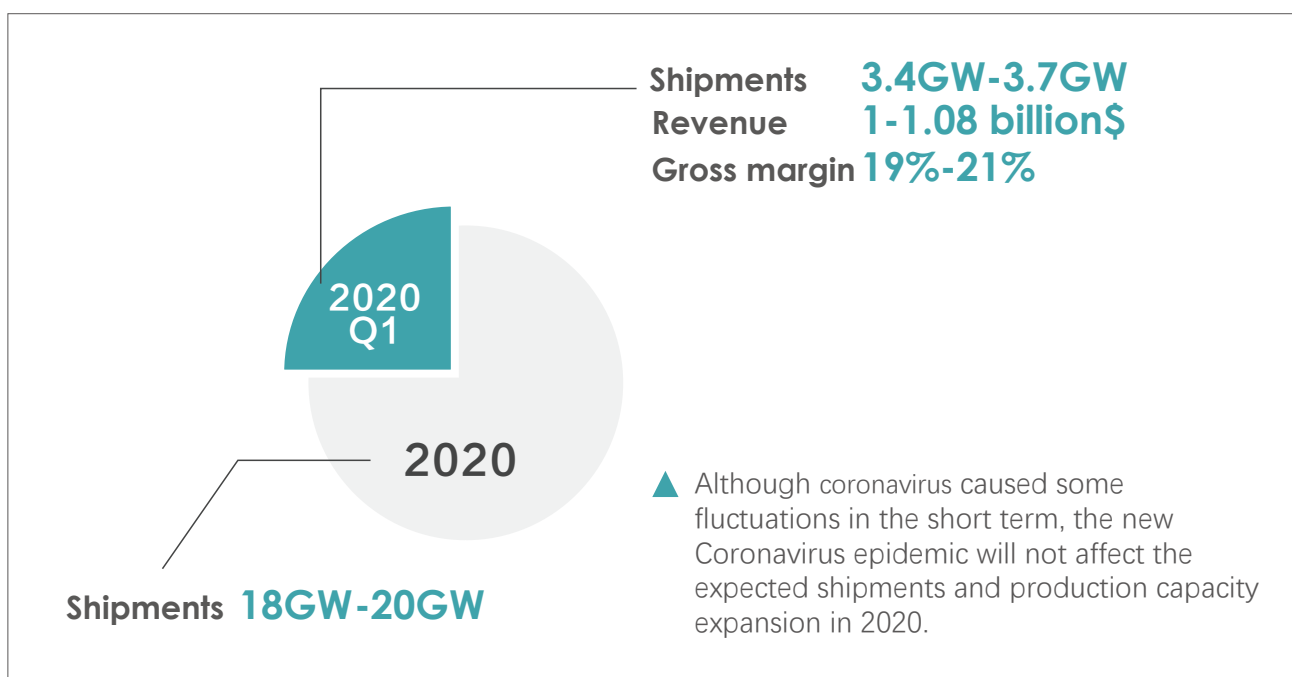 Shipments 3.4GW-3.7GW
Revenue 1-1.08 billion$
Gross margin 19%-21%
2020
Q1
2020
Shipments 18GW-20GW
Although coronavirus caused some
fluctuations in the short term, the new
Coronavirus epidemic will not affect the
expected shipments and production capacity
expansion in 2020.